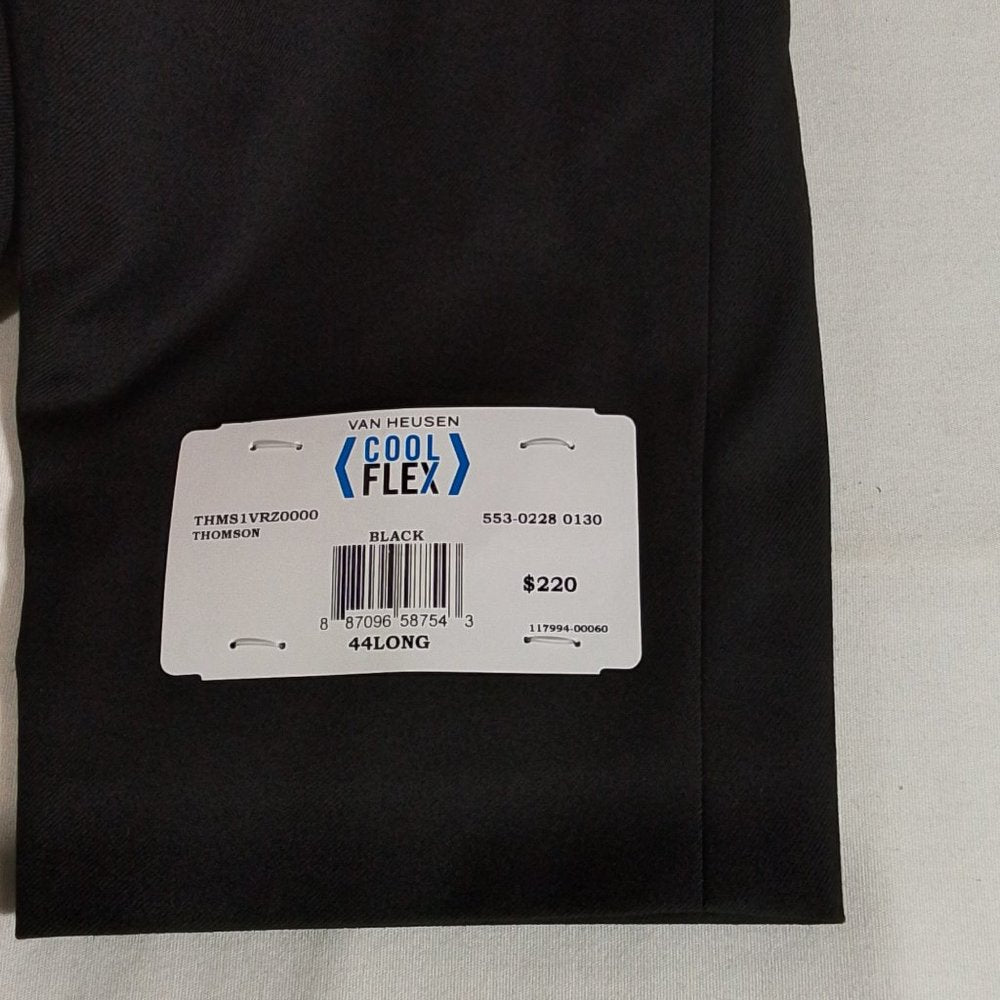 VAN HEUSEN
COOL
FLEX
THMS1VRZ0000
THOMSON
553-0228 0130
BLACK
$220
8 87096 58754 3
117994-00060
44LONG